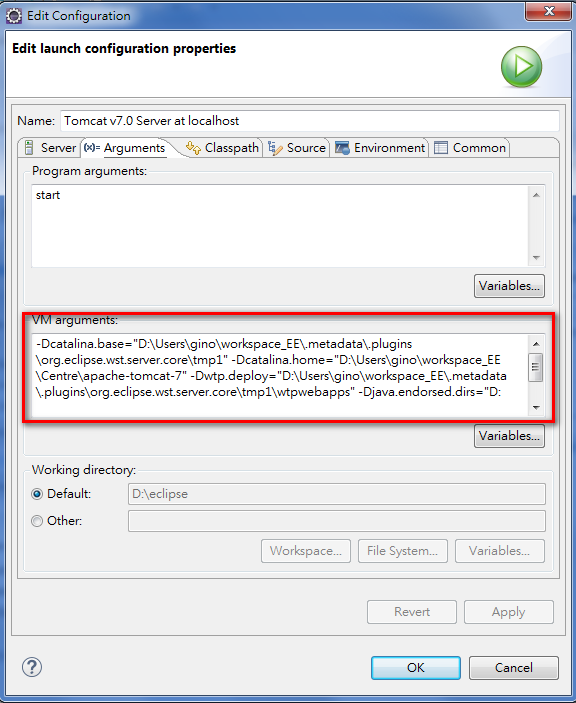 Edit Configuration
Edit launch configuration properties
Name: Tomcat v7.0 Server at localhost
Server (x)= Arguments Classpath Source Environment Common
Program arguments:
start
Variables...
VM arguments:
-Dcatalina.base="D:\Users\gino\workspace_EE\.metadata\.plugins
\org.eclipse.wst.server.core\tmp1" -Dcatalina.home="D:\Users\gino\workspace_EE
\Centre\apache-tomcat-7" -Dwtp.deploy="D:\Users\gino\workspace_EE\.metadata
\.plugins\org.eclipse.wst.server.core\tmp1\wtpwebapps" -Djava.endorsed.dirs="D:
Variables...
Working directory:
Default: D:\eclipse
Other:
Workspace... File System... Variables...
Revert Apply
? OK Cancel